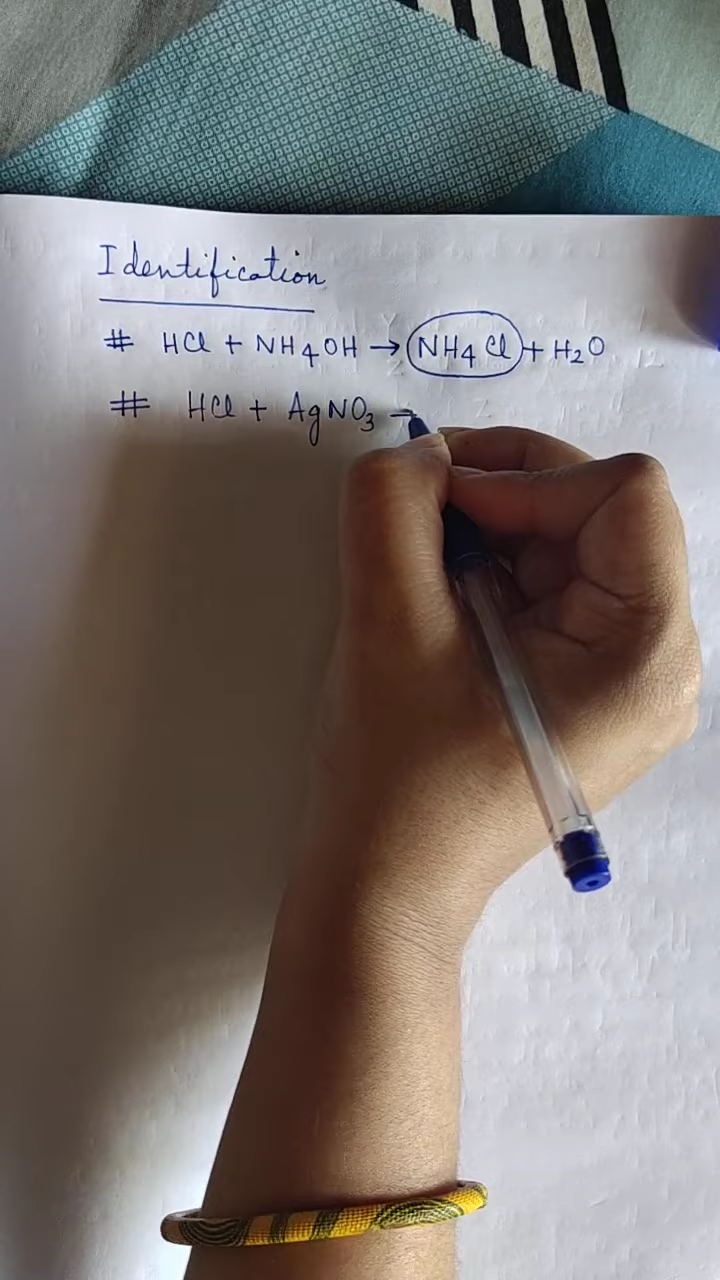 Identification
# HCl + NH4OH → NH4Cl + H2O
# HCl + AgNO3 →